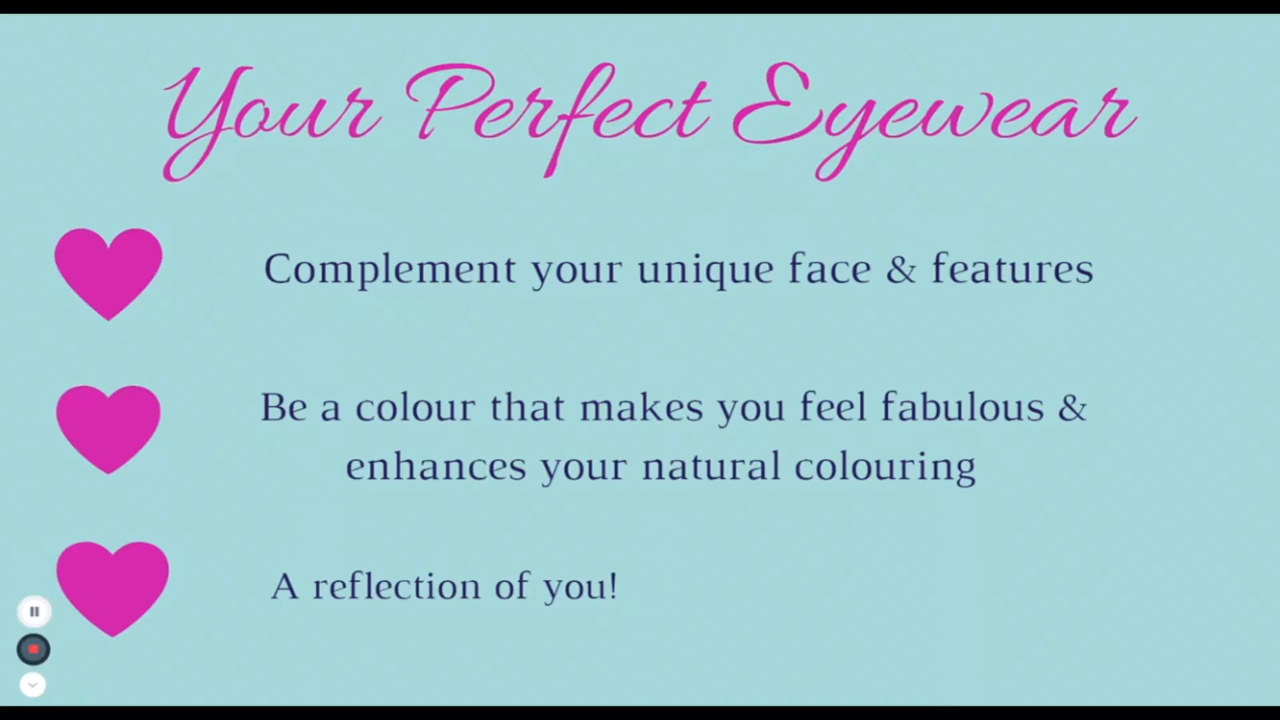 Your Perfect Eyewear
Complement your unique face & features
Be a colour that makes you feel fabulous &
enhances your natural colouring
A reflection of you!